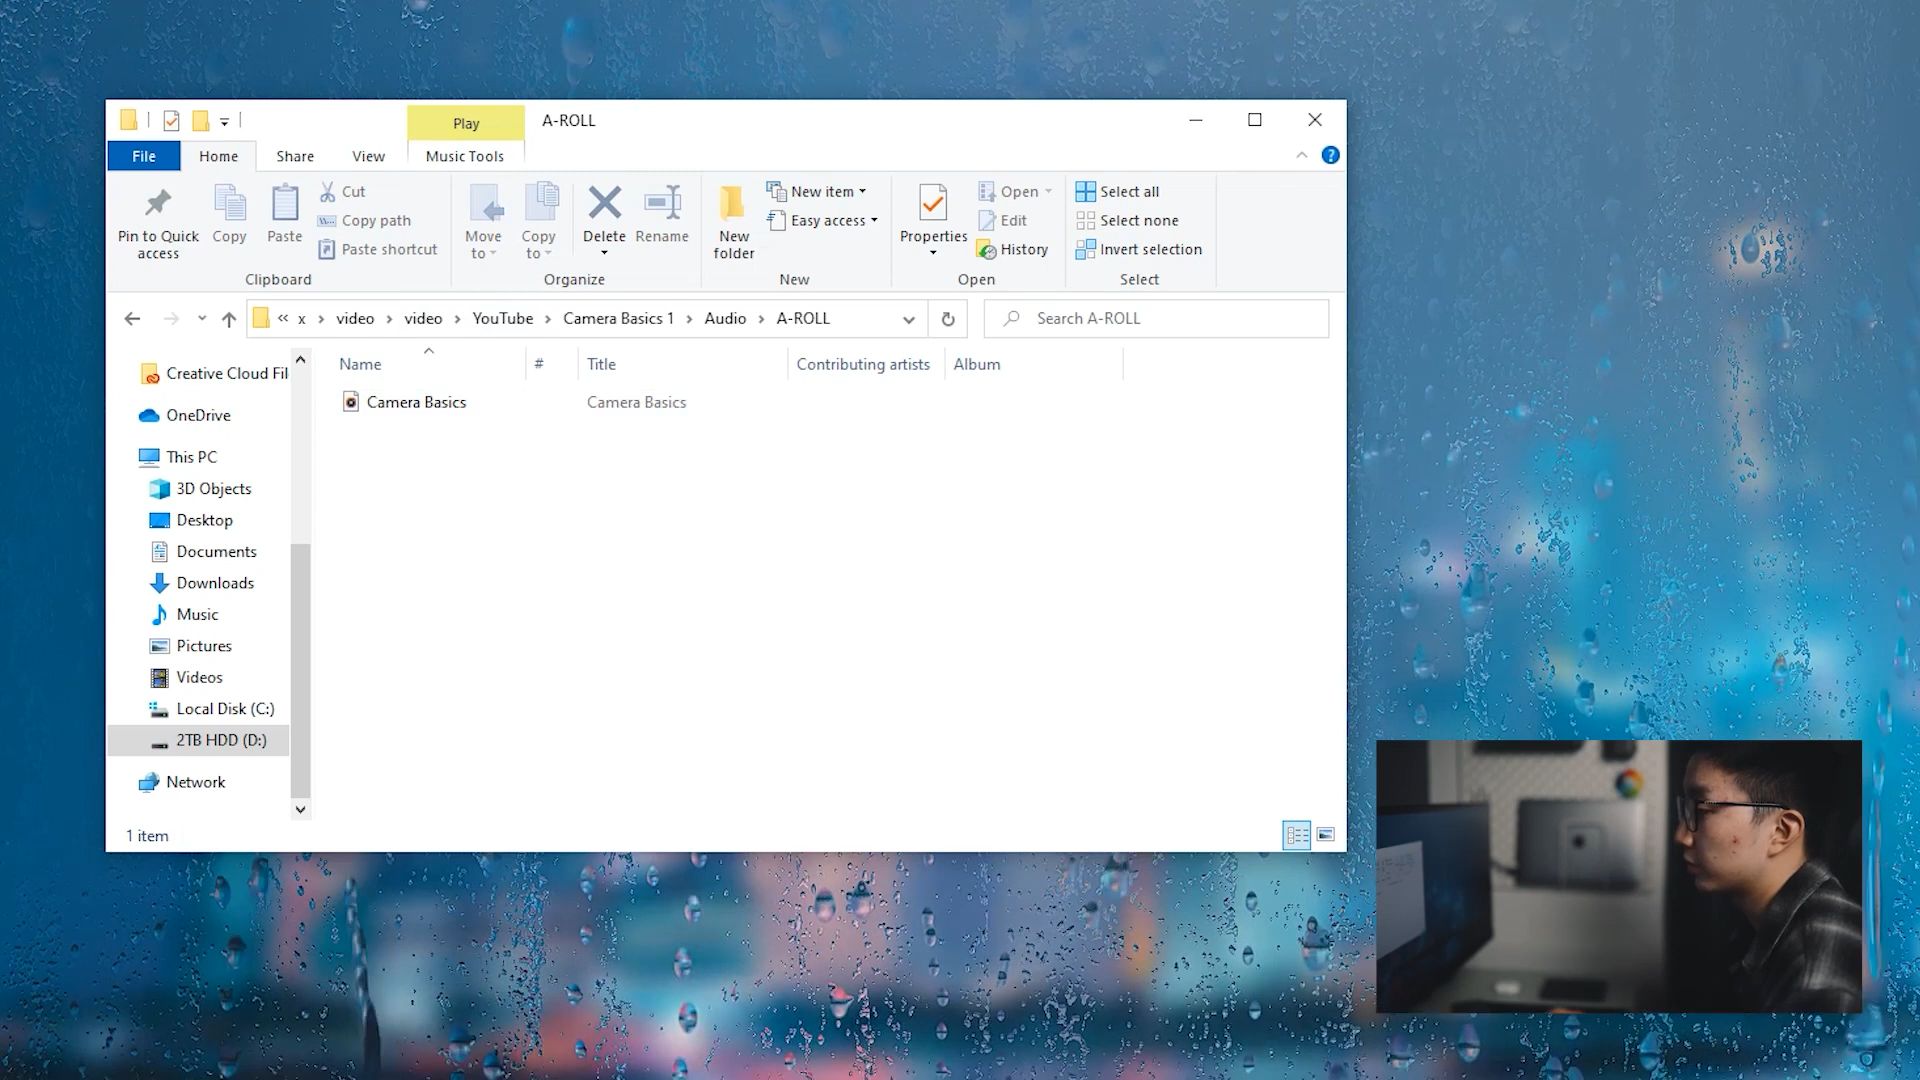 Play
A-ROLL
File
Home
Share
View
Music Tools
Pin to Quick access
Copy
Paste
Cut
Copy path
Paste shortcut
Clipboard
Move to
Copy to
Delete
Rename
Organize
New folder
New item
Easy access
New
Properties
Open
Edit
History
Open
Select all
Select none
Invert selection
Select
« x › video › video › YouTube › Camera Basics 1 › Audio › A-ROLL
Search A-ROLL
Name
#
Title
Contributing artists
Album
Camera Basics
Camera Basics
Creative Cloud Fil
OneDrive
This PC
3D Objects
Desktop
Documents
Downloads
Music
Pictures
Videos
Local Disk (C:)
2TB HDD (D:)
Network
1 item